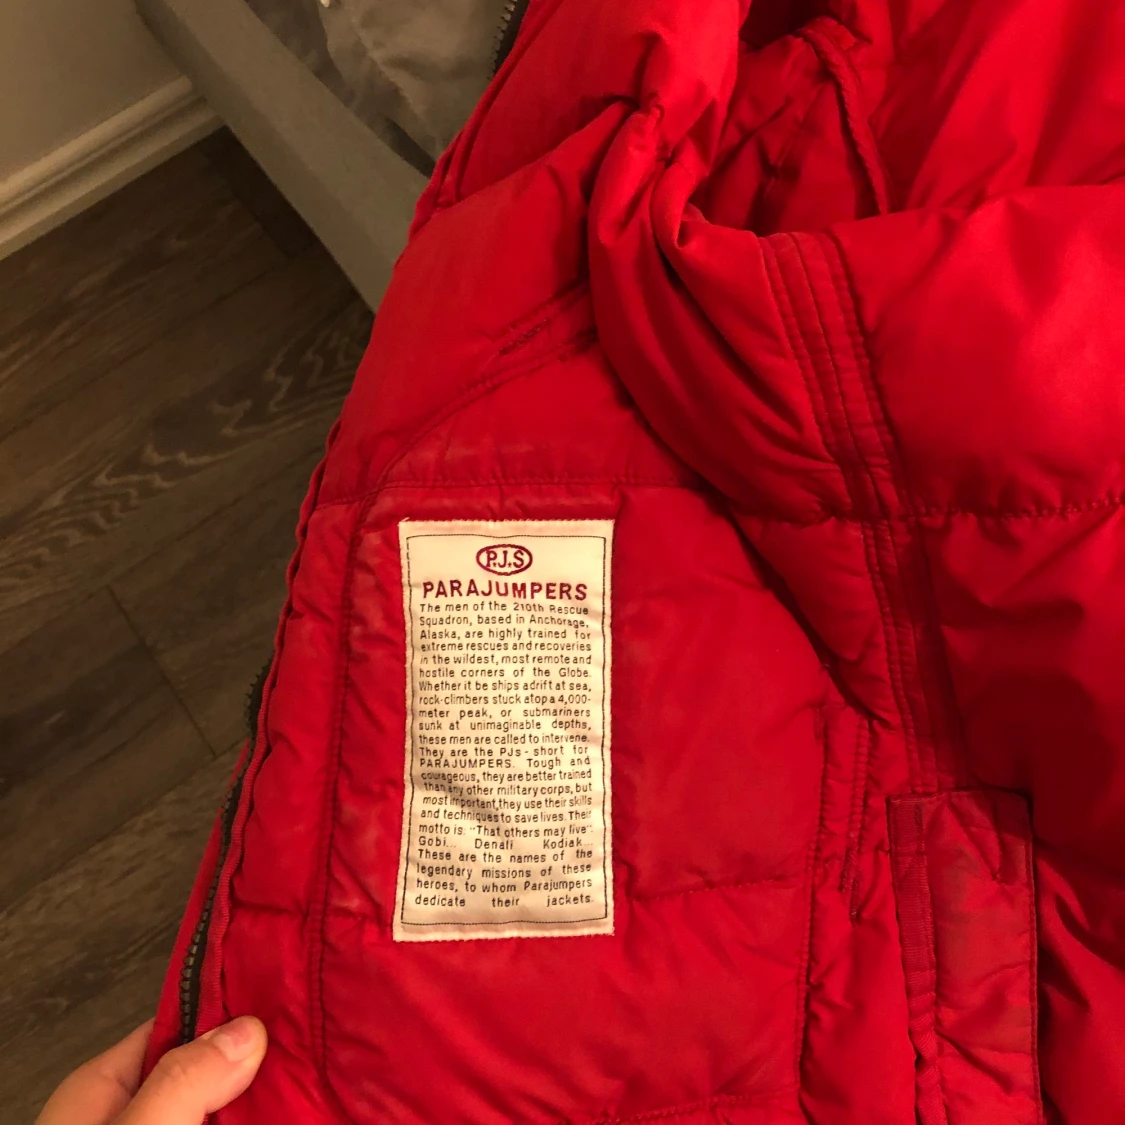 P.J.S
PARAJUMPERS
The men of the 210th Rescue
Squadron, based in Anchorage,
Alaska, are highly trained for
extreme rescues and recoveries
in the wildest, most remote and
hostile corners of the Globe.
Whether it be ships adrift at sea,
rock-climbers stuck atop a 4,000-
meter peak, or submariners
sunk at unimaginable depths,
these men are called to intervene.
They are the PJs - short for
PARAJUMPERS. Tough and
courageous, they are better trained
than any other military corps, but
most important, they use their skills
and techniques to save lives. Their
motto is: "That others may live".
Gobi... Denali Kodiak...
These are the names of the
legendary missions of these
heroes, to whom Parajumpers
dedicate their jackets.